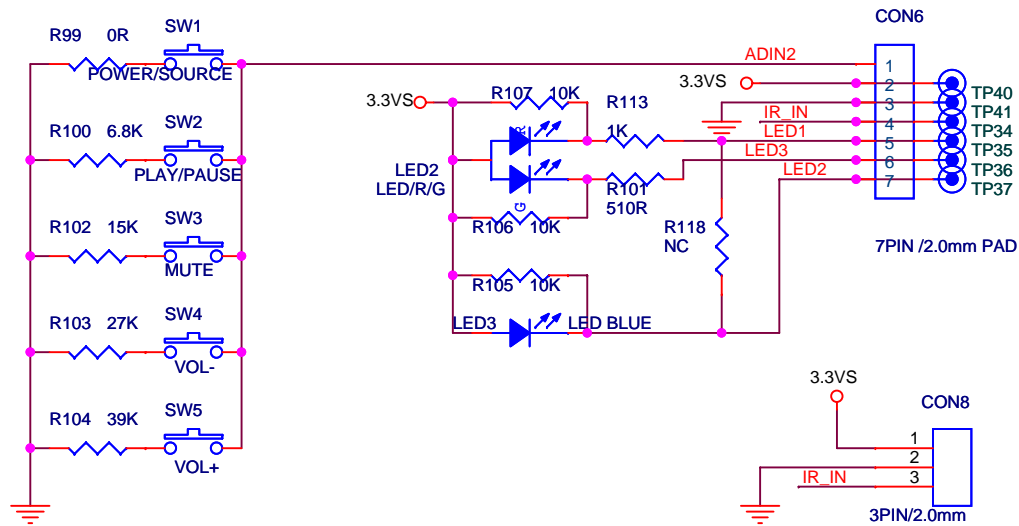 CON6
R99 0R SW1
POWER/SOURCE
ADIN2
1
3.3VS
2
TP40
3.3VS
R107 10K R113
3
TP41
R100 6.8K SW2
IR_IN
4
TP34
R
1K
LED1
5
TP35
PLAY/PAUSE
LED2
LED/R/G
LED3
6
TP36
R101
510R
LED2
7
TP37
G
R106 10K
R102 15K SW3
MUTE
R118
NC
7PIN /2.0mm PAD
R105 10K
R103 27K SW4
VOL-
LED3
LED BLUE
3.3VS
CON8
R104 39K SW5
VOL+
1
2
IR_IN
3
3PIN/2.0mm